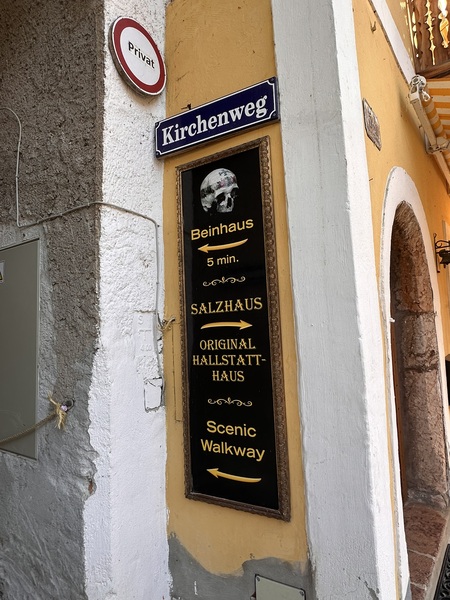 Privat
Kirchenweg
Beinhaus
5 min.
SALZHAUS
ORIGINAL
HALLSTATT-
HAUS
Scenic
Walkway